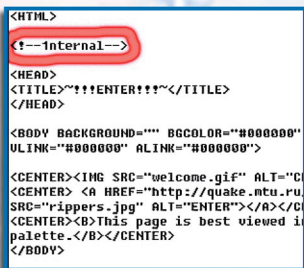 <HTML>
<!--1nternal-->
<HEAD>
<TITLE>~!!!ENTER!!!~</TITLE>
</HEAD>
<BODY BACKGROUND="" BGCOLOR="#000000"
VLINK="#000000" ALINK="#000000">
<CENTER><IMG SRC="welcome.gif" ALT="C
<CENTER> <A HREF="http://quake.mtu.ru/
SRC="rippers.jpg" ALT="ENTER"></A></C
<CENTER><B>This page is best viewed i
palette.</B></CENTER>
</BODY>